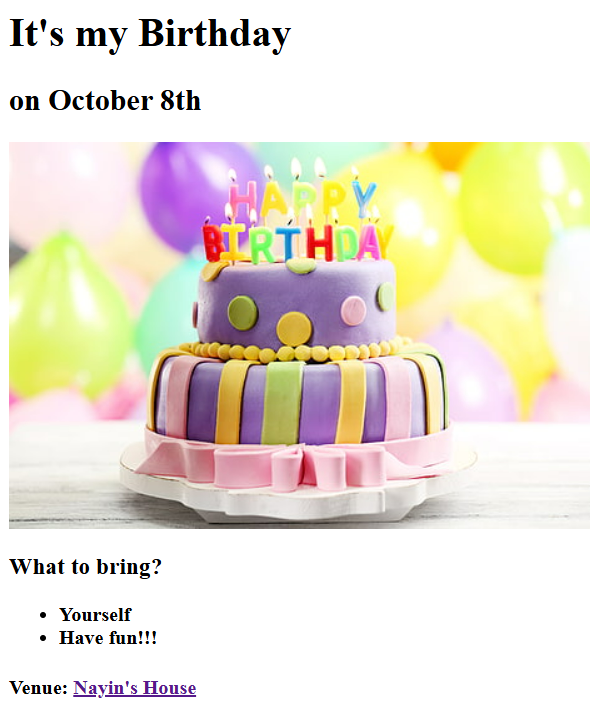 It's my Birthday
on October 8th
HAPPY
BIRTHDAY
What to bring?
Yourself
Have fun!!!
Venue: Nayin's House